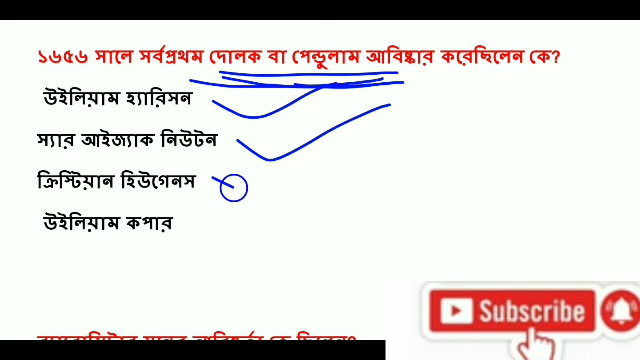 ১৬৫৬ সালে সর্বপ্রথম দোলক বা পেন্ডুলাম আবিষ্কার করেছিলেন কে?
উইলিয়াম হ্যারিসন
স্যার আইজ্যাক নিউটন
ক্রিস্টিয়ান হিউগেনস
উইলিয়াম কপার
Subscribe